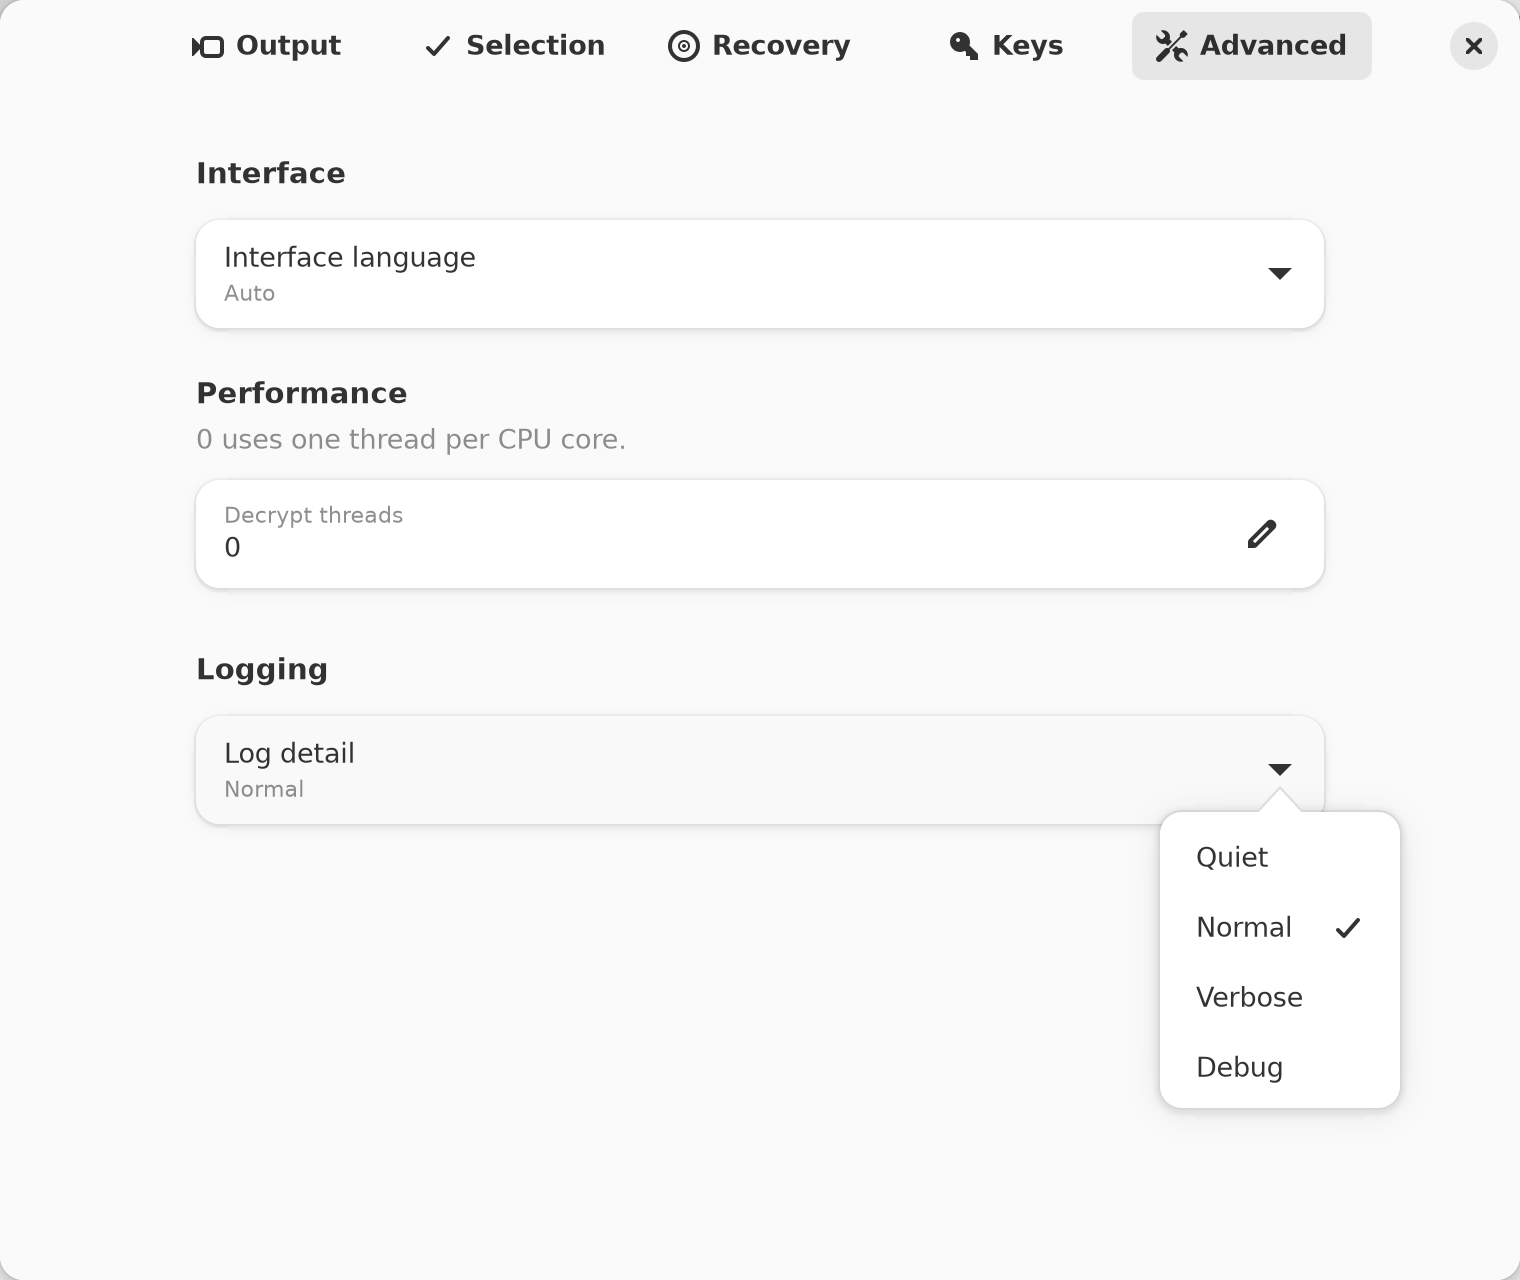 Output
Selection
Recovery
Keys
Advanced
Interface
Interface language
Auto
Performance
0 uses one thread per CPU core.
Decrypt threads
0
Logging
Log detail
Normal
Quiet
Normal
Verbose
Debug